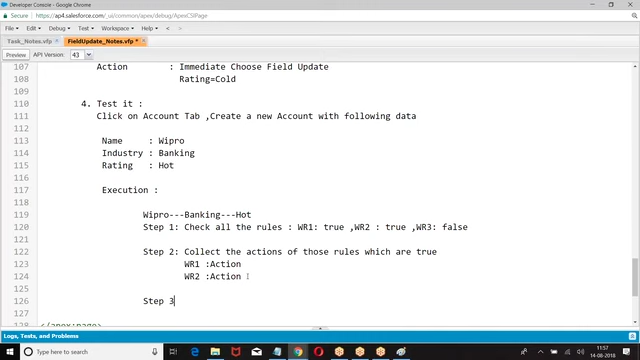 Developer Console - Google Chrome
Secure | https://ap4.salesforce.com/_ui/common/apex/debug/ApexCSIPage
File Edit Debug Test Workspace Help < >
Task_Notes.vfp FieldUpdate_Notes.vfp
Preview API Version: 43
107 Action : Immediate Choose Field Update
108 Rating=Cold
109
110 4. Test it :
111 Click on Account Tab ,Create a new Account with following data
112
113 Name : Wipro
114 Industry : Banking
115 Rating : Hot
116
117 Execution :
118
119 Wipro---Banking---Hot
120 Step 1: Check all the rules : WR1: true ,WR2 : true ,WR3: false
121
122 Step 2: Collect the actions of those rules which are true
123 WR1 :Action
124 WR2 :Action
125
126 Step 3
127
128 </apex:page>
Logs, Tests, and Problems
Type here to search
11:57
14-08-2018